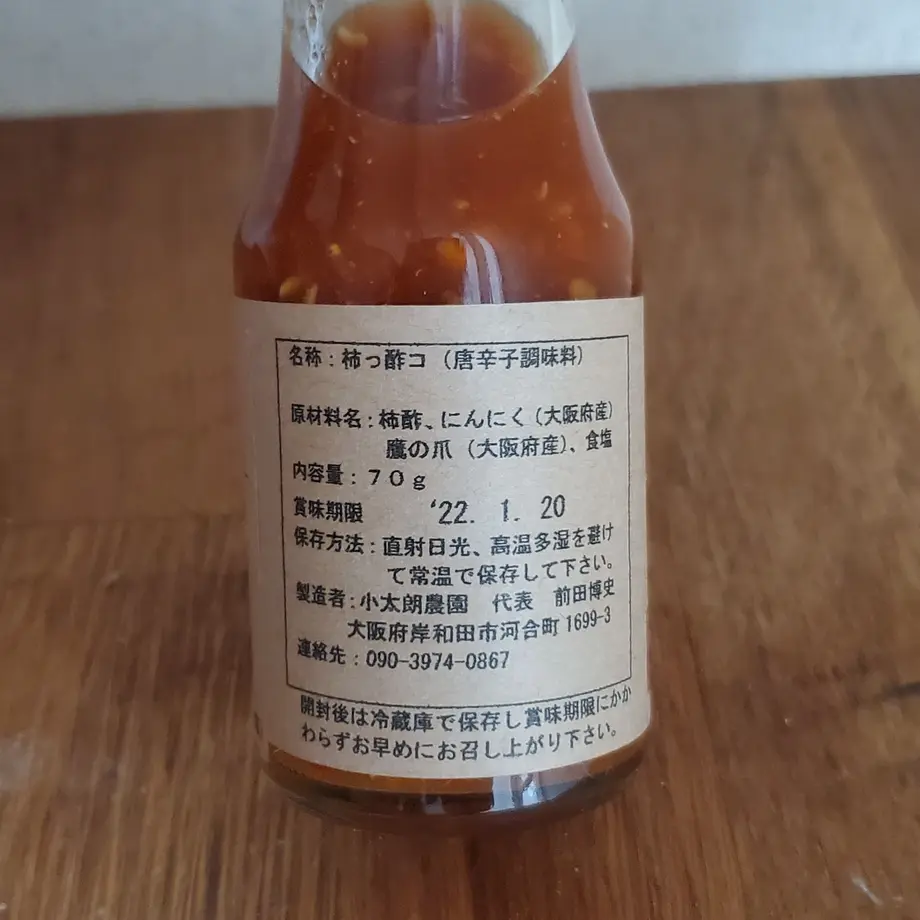 名称：柿っ酢コ（唐辛子調味料）
原材料名：柿酢、にんにく（大阪府産）
鷹の爪（大阪府産）、食塩
内容量：７０ｇ
賞味期限　'22. 1. 20
保存方法：直射日光、高温多湿を避け
て常温で保存して下さい。
製造者：小太朗農園　代表　前田博史
大阪府岸和田市河合町1699-3
連絡先：090-3974-0867
開封後は冷蔵庫で保存し賞味期限にかか
わらずお早めにお召し上がり下さい。